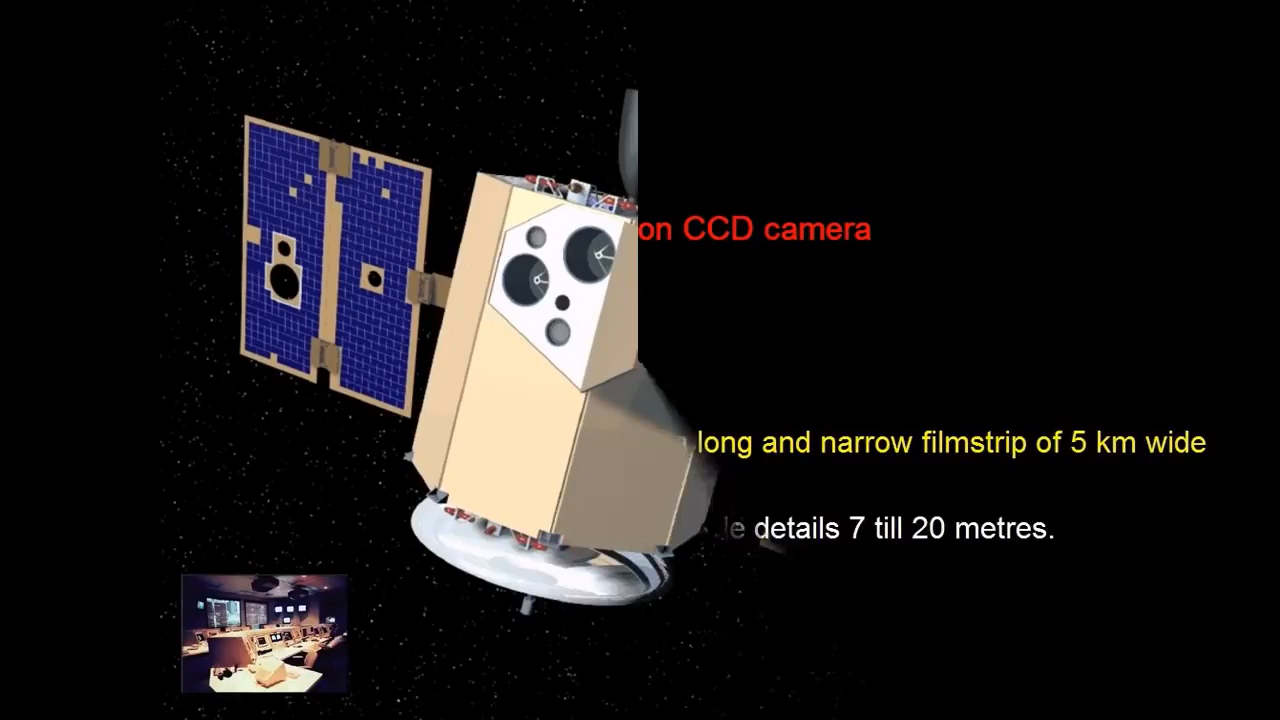 on CCD camera
long and narrow filmstrip of 5 km wide
details 7 till 20 metres.